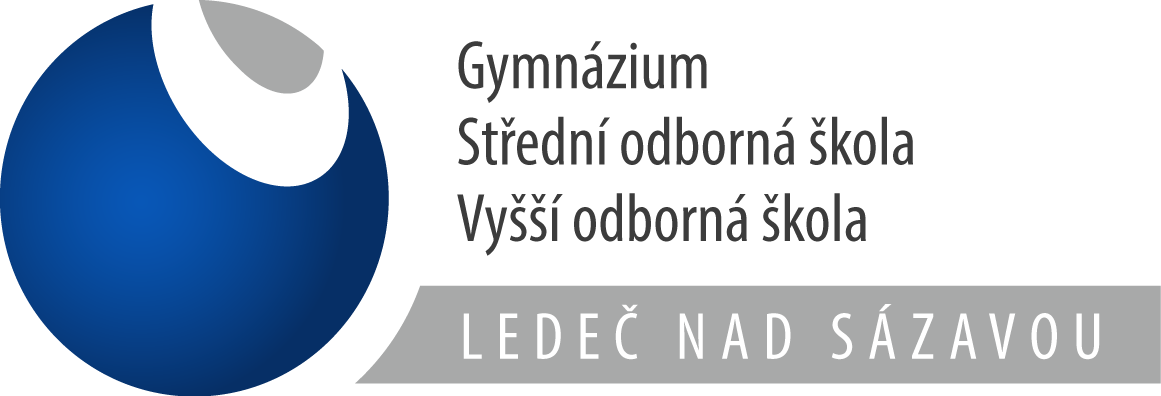 Gymnázium
Střední odborná škola
Vyšší odborná škola
LEDEČ NAD SÁZAVOU